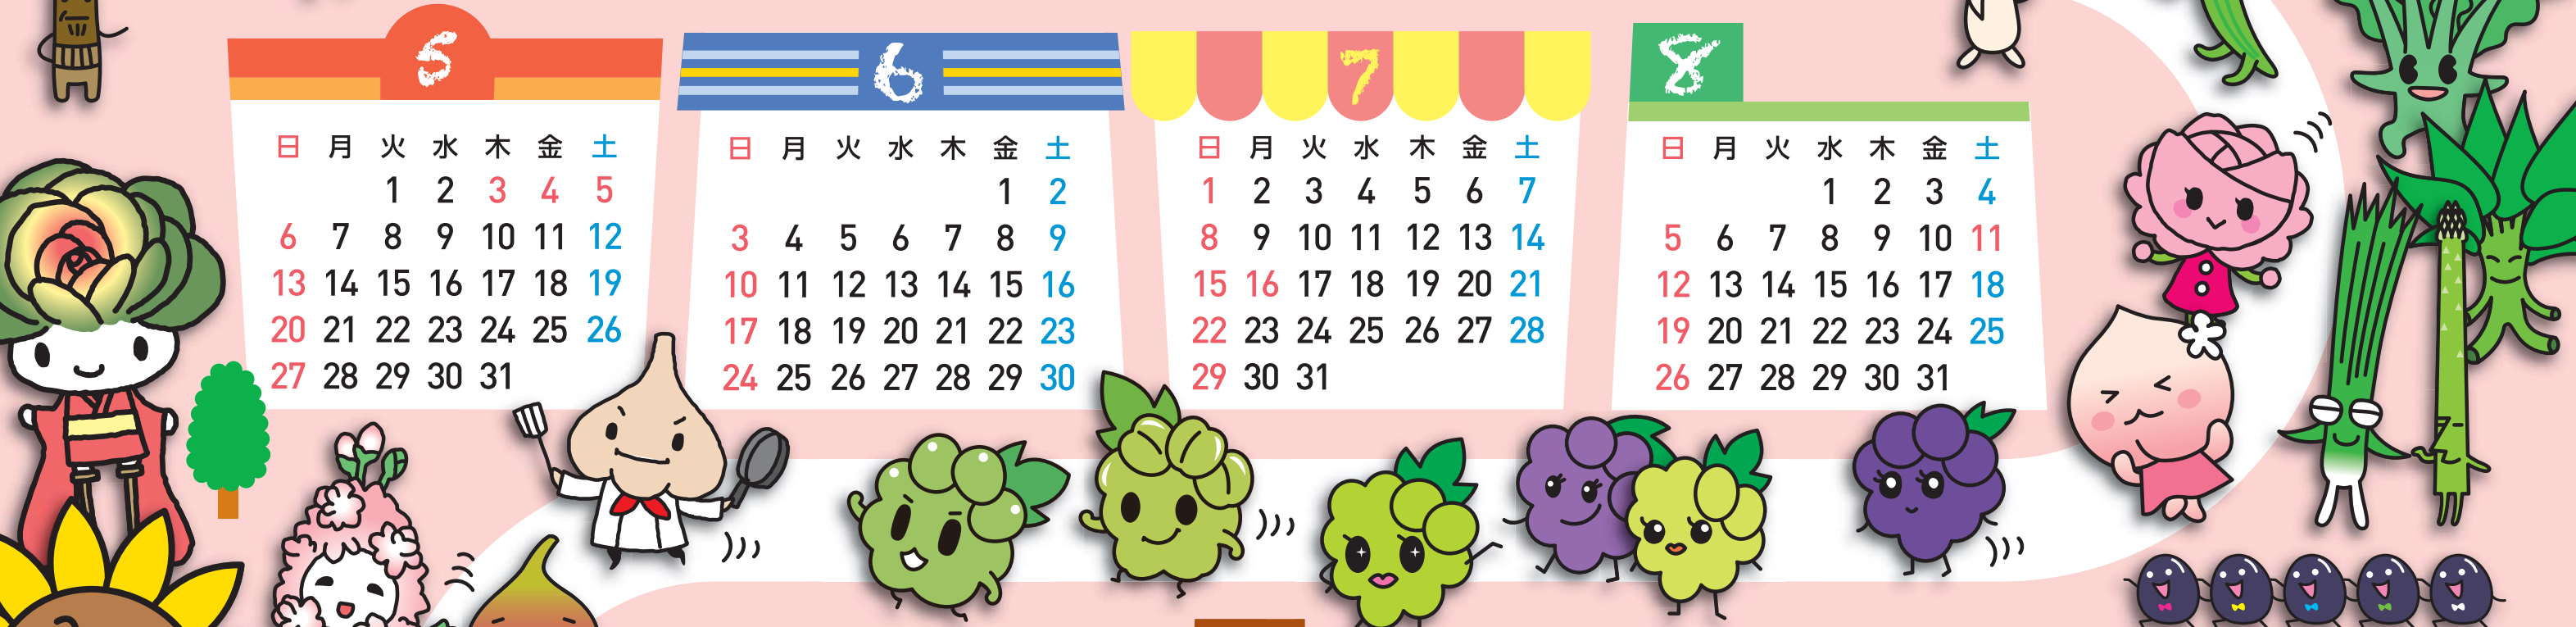 5
日 月 火 水 木 金 土
1 2 3 4 5
6 7 8 9 10 11 12
13 14 15 16 17 18 19
20 21 22 23 24 25 26
27 28 29 30 31
6
日 月 火 水 木 金 土
1 2
3 4 5 6 7 8 9
10 11 12 13 14 15 16
17 18 19 20 21 22 23
24 25 26 27 28 29 30
7
日 月 火 水 木 金 土
1 2 3 4 5 6 7
8 9 10 11 12 13 14
15 16 17 18 19 20 21
22 23 24 25 26 27 28
29 30 31
8
日 月 火 水 木 金 土
1 2 3 4
5 6 7 8 9 10 11
12 13 14 15 16 17 18
19 20 21 22 23 24 25
26 27 28 29 30 31